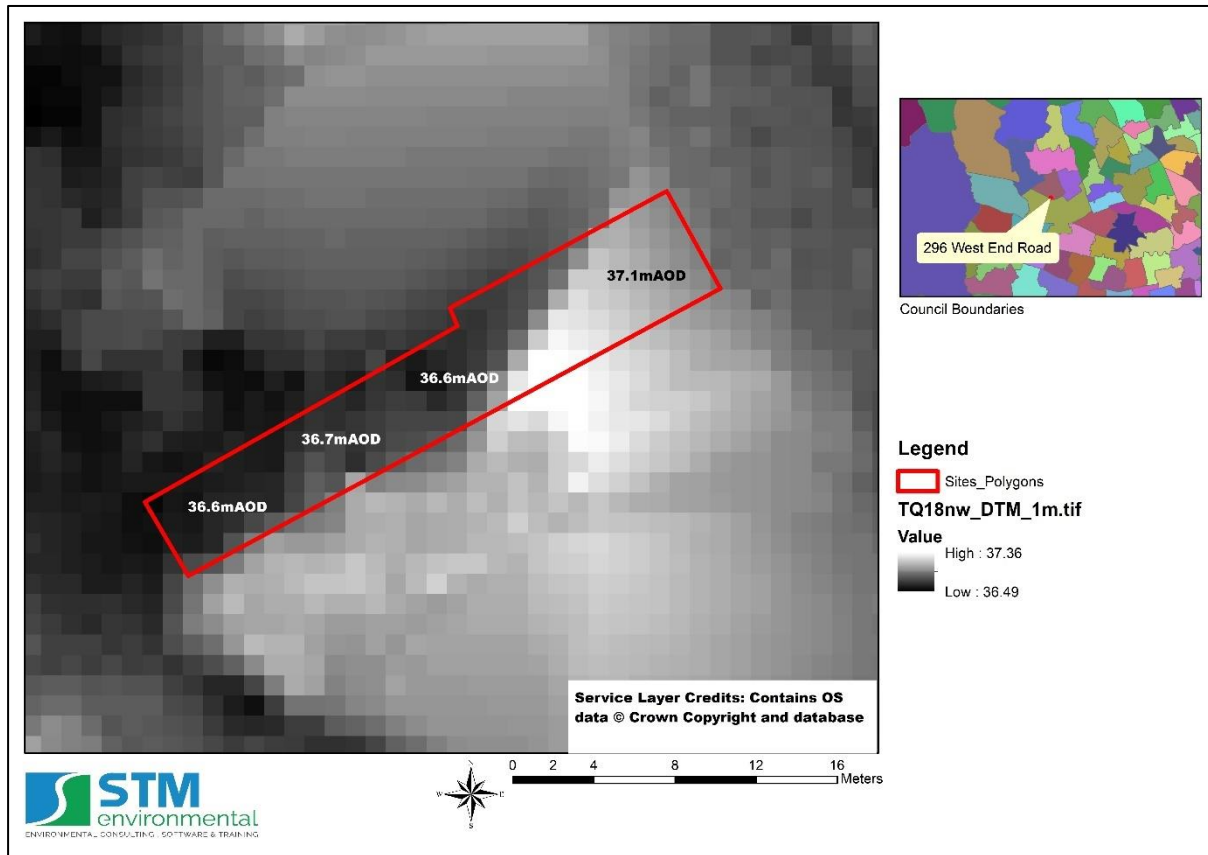 37.1mAOD
36.6mAOD
36.7mAOD
36.6mAOD
Service Layer Credits: Contains OS
data © Crown Copyright and database
296 West End Road
Council Boundaries
Legend
Sites_Polygons
TQ18nw_DTM_1m.tif
Value
High : 37.36
Low : 36.49
STM
environmental
ENVIRONMENTAL CONSULTING . SOFTWARE & TRAINING
N
W E
S
0 2 4 8 12 16
Meters